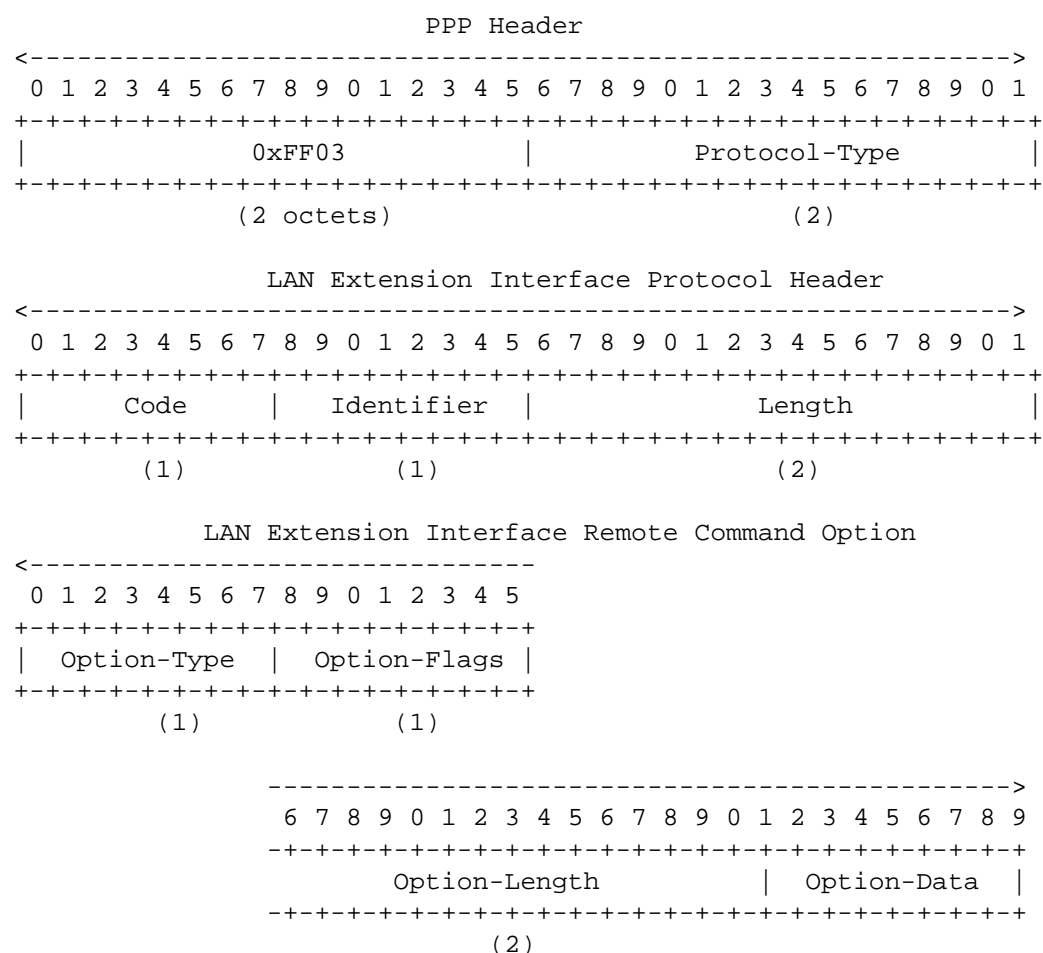 PPP Header
<-------------------------------------------------------------->
 0 1 2 3 4 5 6 7 8 9 0 1 2 3 4 5 6 7 8 9 0 1 2 3 4 5 6 7 8 9 0 1
+-+-+-+-+-+-+-+-+-+-+-+-+-+-+-+-+-+-+-+-+-+-+-+-+-+-+-+-+-+-+-+-+
|              0xFF03           |          Protocol-Type        |
+-+-+-+-+-+-+-+-+-+-+-+-+-+-+-+-+-+-+-+-+-+-+-+-+-+-+-+-+-+-+-+-+
              (2 octets)                         (2)
                LAN Extension Interface Protocol Header
<-------------------------------------------------------------->
 0 1 2 3 4 5 6 7 8 9 0 1 2 3 4 5 6 7 8 9 0 1 2 3 4 5 6 7 8 9 0 1
+-+-+-+-+-+-+-+-+-+-+-+-+-+-+-+-+-+-+-+-+-+-+-+-+-+-+-+-+-+-+-+-+
|      Code     |   Identifier  |              Length           |
+-+-+-+-+-+-+-+-+-+-+-+-+-+-+-+-+-+-+-+-+-+-+-+-+-+-+-+-+-+-+-+-+
        (1)             (1)                     (2)
            LAN Extension Interface Remote Command Option
<--------------------------------
 0 1 2 3 4 5 6 7 8 9 0 1 2 3 4 5
+-+-+-+-+-+-+-+-+-+-+-+-+-+-+-+-+
|  Option-Type  |  Option-Flags |
+-+-+-+-+-+-+-+-+-+-+-+-+-+-+-+-+
         (1)            (1)
                ----------------------------------------------->
                 6 7 8 9 0 1 2 3 4 5 6 7 8 9 0 1 2 3 4 5 6 7 8 9
                -+-+-+-+-+-+-+-+-+-+-+-+-+-+-+-+-+-+-+-+-+-+-+-+
                        Option-Length          |  Option-Data  |
                -+-+-+-+-+-+-+-+-+-+-+-+-+-+-+-+-+-+-+-+-+-+-+-+
                              (2)